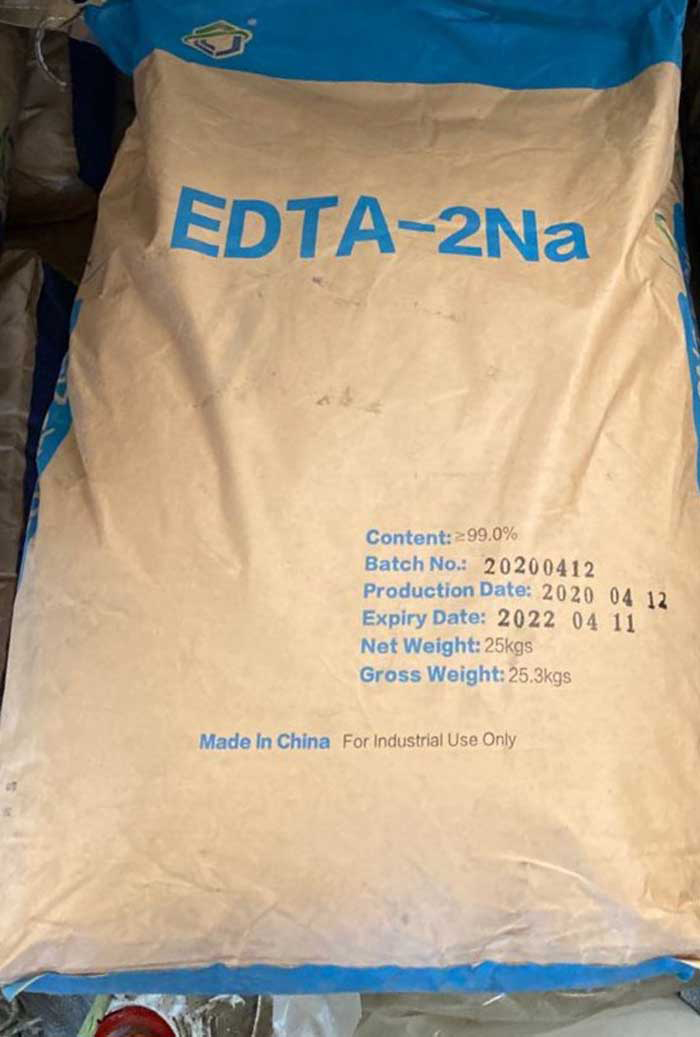 EDTA-2Na
Content: ≥99.0%
Batch No.: 20200412
Production Date: 2020 04 12
Expiry Date: 2022 04 11
Net Weight: 25kgs
Gross Weight: 25.3kgs
Made In China For Industrial Use Only